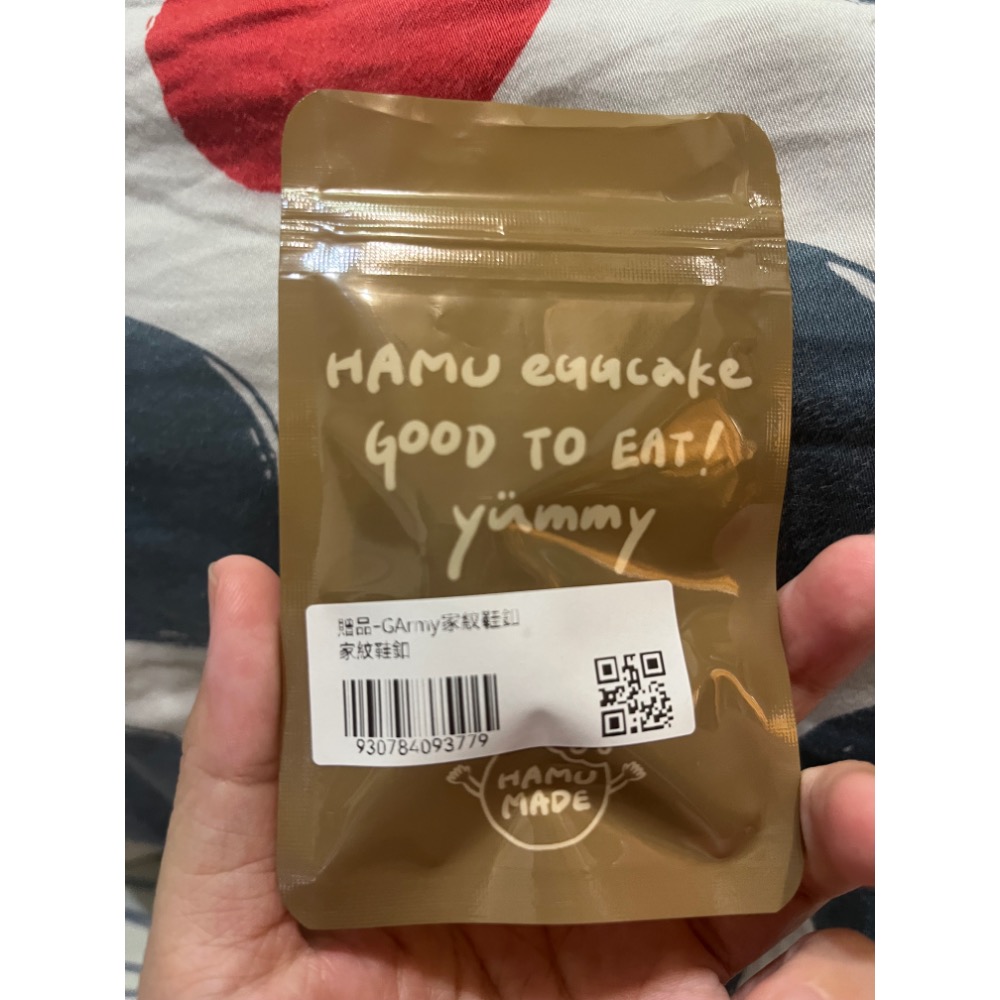 HAMU eggcake
GOOD TO EAT!
yümmy
贈品-GArmy家紋鞋釦
家紋鞋釦
930784093779
HAMU
MADE